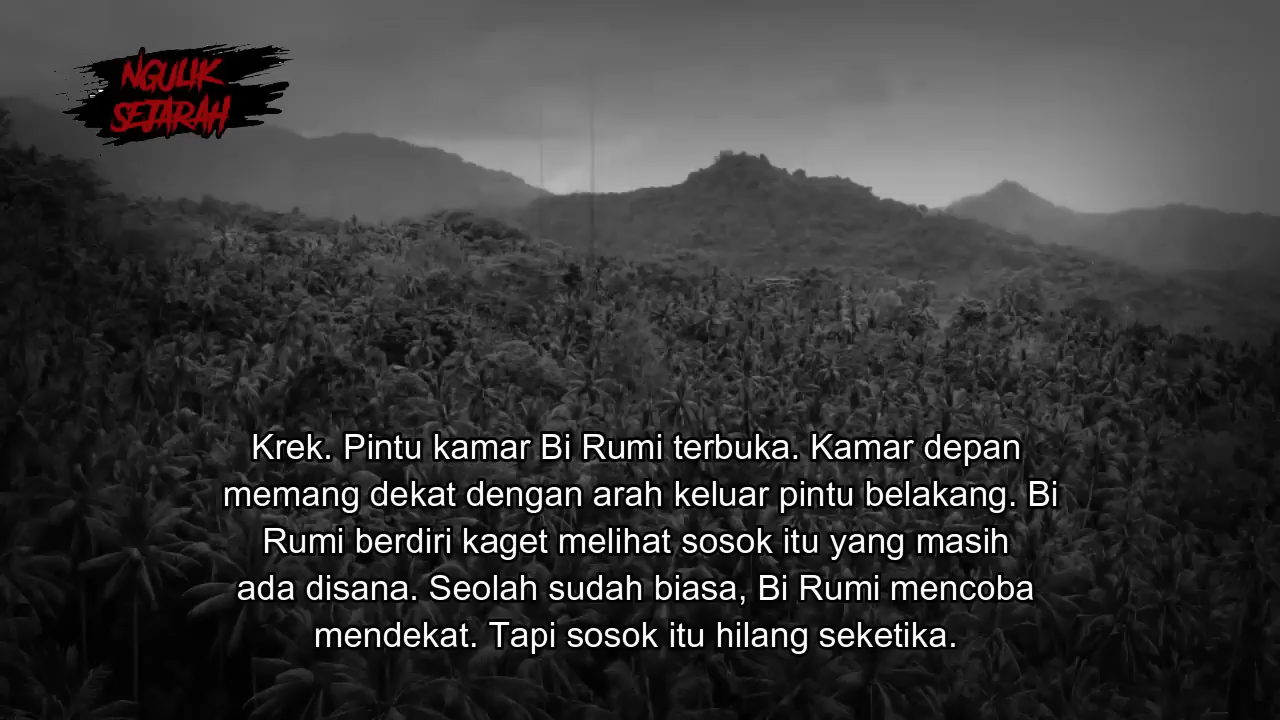 NGULIK
SEJARAH
Krek. Pintu kamar Bi Rumi terbuka. Kamar depan
memang dekat dengan arah keluar pintu belakang. Bi
Rumi berdiri kaget melihat sosok itu yang masih
ada disana. Seolah sudah biasa, Bi Rumi mencoba
mendekat. Tapi sosok itu hilang seketika.